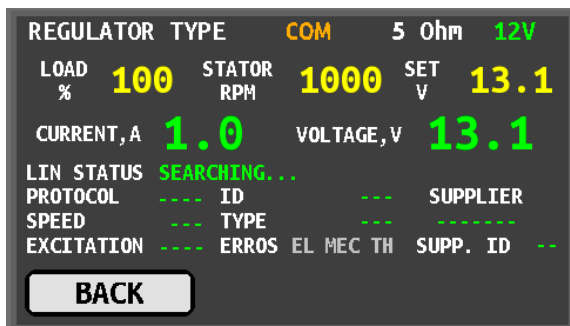 REGULATOR TYPE COM 5 Ohm 12V
LOAD % 100 STATOR RPM 1000 SET V 13.1
CURRENT,A 1.0 VOLTAGE,V 13.1
LIN STATUS SEARCHING...
PROTOCOL ---- ID --- SUPPLIER
SPEED --- TYPE --- -------
EXCITATION ---- ERROS EL MEC TH SUPP. ID --
BACK